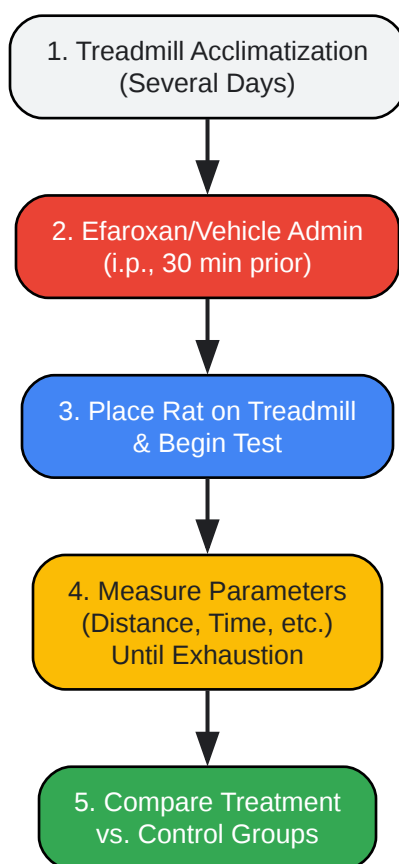 1. Treadmill Acclimatization
(Several Days)
2. Efaroxan/Vehicle Admin
(i.p., 30 min prior)
3. Place Rat on Treadmill
& Begin Test
4. Measure Parameters
(Distance, Time, etc.)
Until Exhaustion
5. Compare Treatment
vs. Control Groups